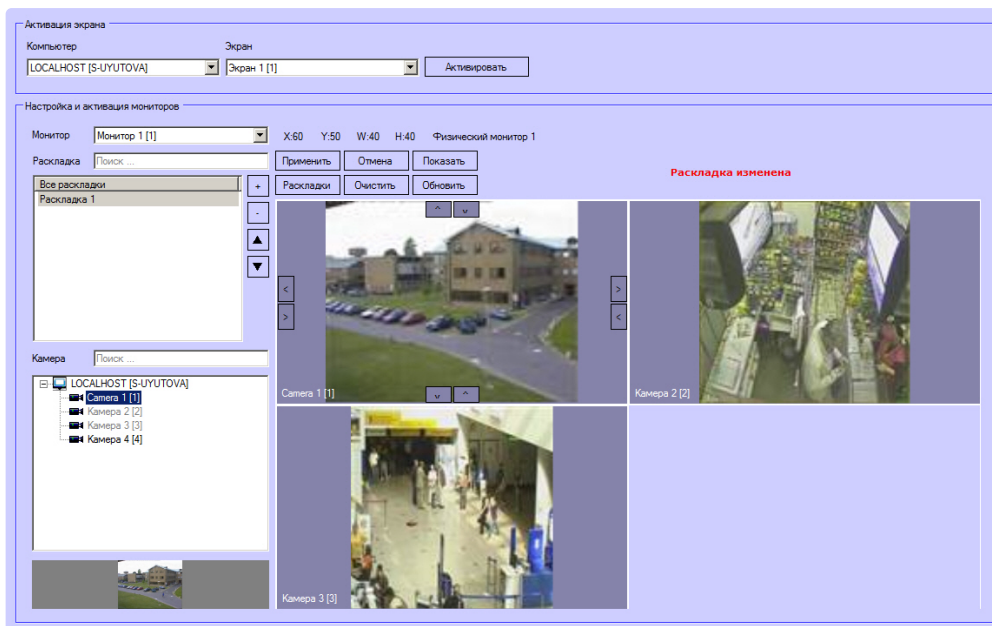 Активация экрана
Компьютер Экран
LOCALHOST [S-UYUTOVA] Экран 1 [1] Активировать
Настройка и активация мониторов
Монитор Монитор 1 [1] X:60 Y:50 W:40 H:40 Физический монитор 1
Раскладка Поиск ... Применить Отмена Показать
Раскладка изменена
Все раскладки + Раскладки Очистить Обновить
Раскладка 1
-
Камера Поиск ...
LOCALHOST [S-UYUTOVA]
Camera 1 [1]
Камера 2 [2]
Камера 3 [3]
Камера 4 [4]
Camera 1 [1] Камера 2 [2]
Камера 3 [3]